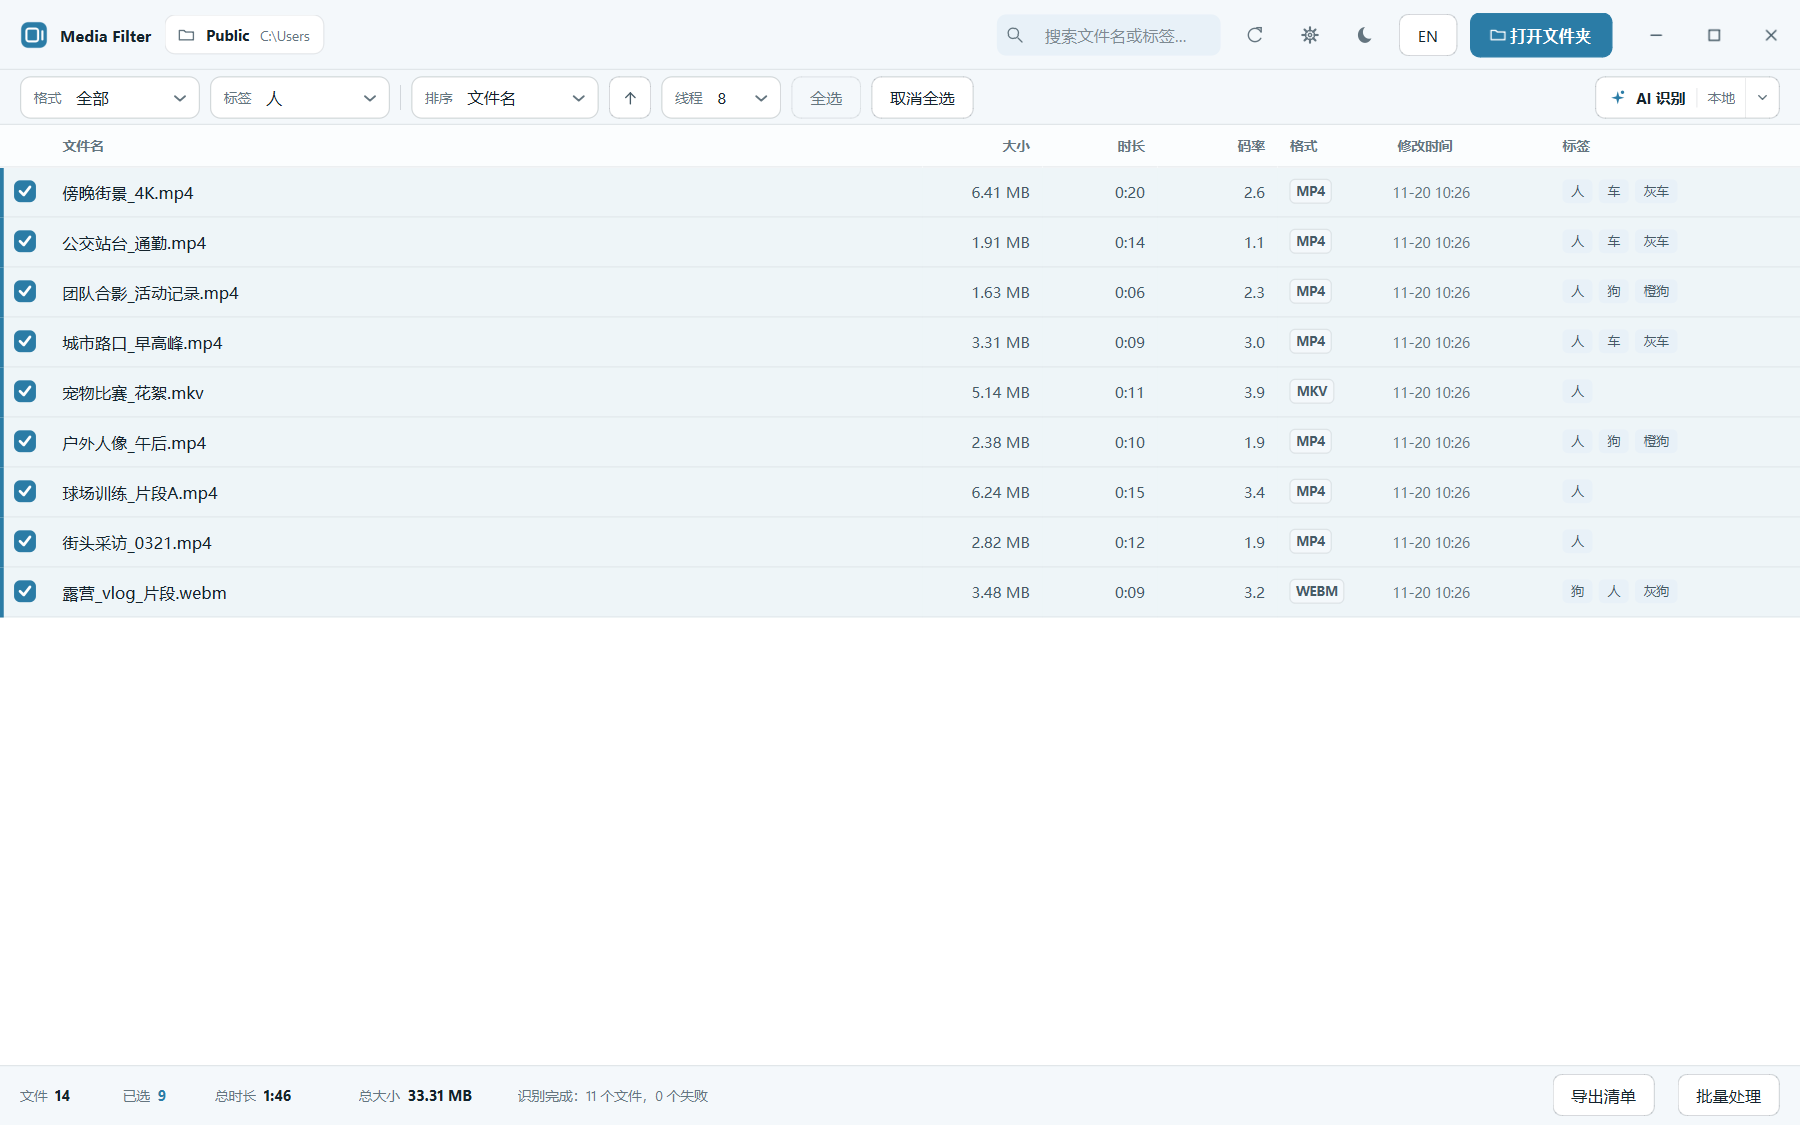 Media Filter Public C:\Users 搜索文件名或标签... EN 打开文件夹
格式 全部 标签 人 排序 文件名 线程 8 全选 取消全选 AI 识别 本地
文件名 大小 时长 码率 格式 修改时间 标签
傍晚街景_4K.mp4 6.41 MB 0:20 2.6 MP4 11-20 10:26 人 车 灰车
公交站台_通勤.mp4 1.91 MB 0:14 1.1 MP4 11-20 10:26 人 车 灰车
团队合影_活动记录.mp4 1.63 MB 0:06 2.3 MP4 11-20 10:26 人 狗 橙狗
城市路口_早高峰.mp4 3.31 MB 0:09 3.0 MP4 11-20 10:26 人 车 灰车
宠物比赛_花絮.mkv 5.14 MB 0:11 3.9 MKV 11-20 10:26 人
户外人像_午后.mp4 2.38 MB 0:10 1.9 MP4 11-20 10:26 人 狗 橙狗
球场训练_片段A.mp4 6.24 MB 0:15 3.4 MP4 11-20 10:26 人
街头采访_0321.mp4 2.82 MB 0:12 1.9 MP4 11-20 10:26 人
露营_vlog_片段.webm 3.48 MB 0:09 3.2 WEBM 11-20 10:26 狗 人 灰狗
文件 14 已选 9 总时长 1:46 总大小 33.31 MB 识别完成：11 个文件，0 个失败 导出清单 批量处理